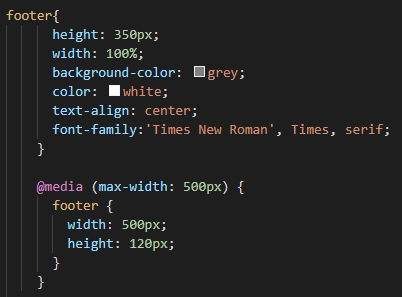 footer{
height: 350px;
width: 100%;
background-color: grey;
color: white;
text-align: center;
font-family:'Times New Roman', Times, serif;
}
@media (max-width: 500px) {
footer {
width: 500px;
height: 120px;
}
}